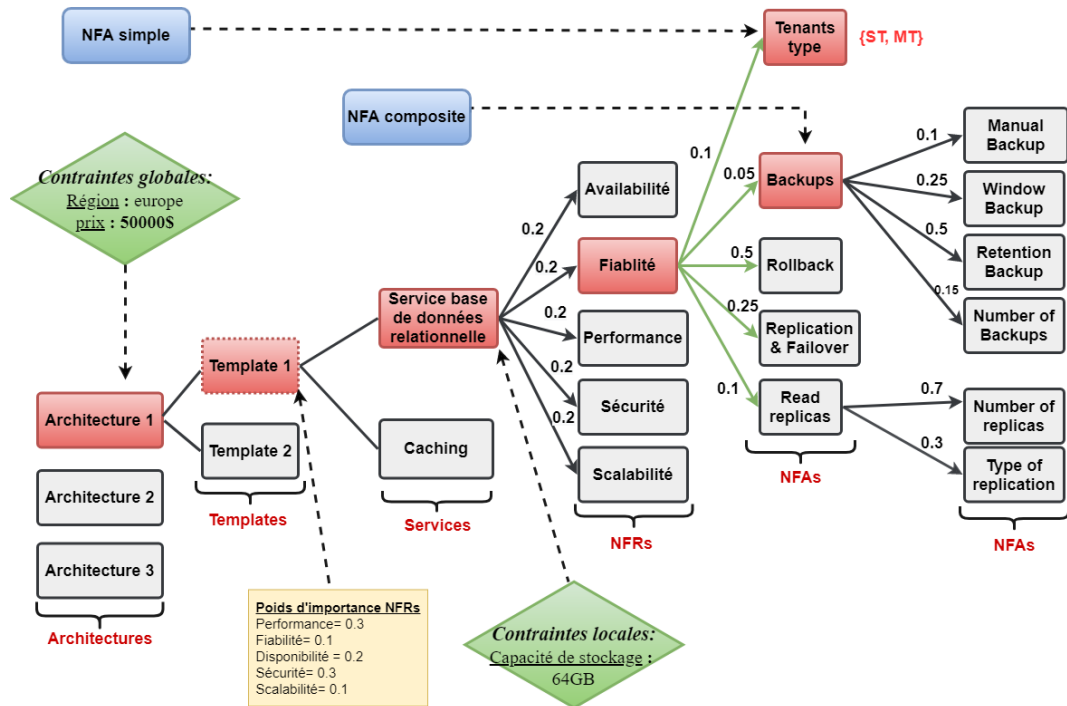 NFA simple
Tenants
type
{ST, MT}
NFA composite
Contraintes globales:
Région : europe
prix : 50000$
0.1
0.05
0.5
0.25
0.1
Backups
Rollback
Replication
& Failover
Read
replicas
NFAs
0.1
0.25
0.5
0.15
Manual
Backup
Window
Backup
Retention
Backup
Number of
Backups
0.7
0.3
Number of
replicas
Type of
replication
NFAs
0.2
0.2
0.2
0.2
0.2
Availabilité
Fiablité
Performance
Sécurité
Scalabilité
NFRs
Service base
de données
relationnelle
Caching
Services
Template 1
Template 2
Templates
Architecture 1
Architecture 2
Architecture 3
Architectures
Poids d'importance NFRs
Performance= 0.3
Fiabilité= 0.1
Disponibilité = 0.2
Sécurité= 0.3
Scalabilité= 0.1
Contraintes locales:
Capacité de stockage :
64GB